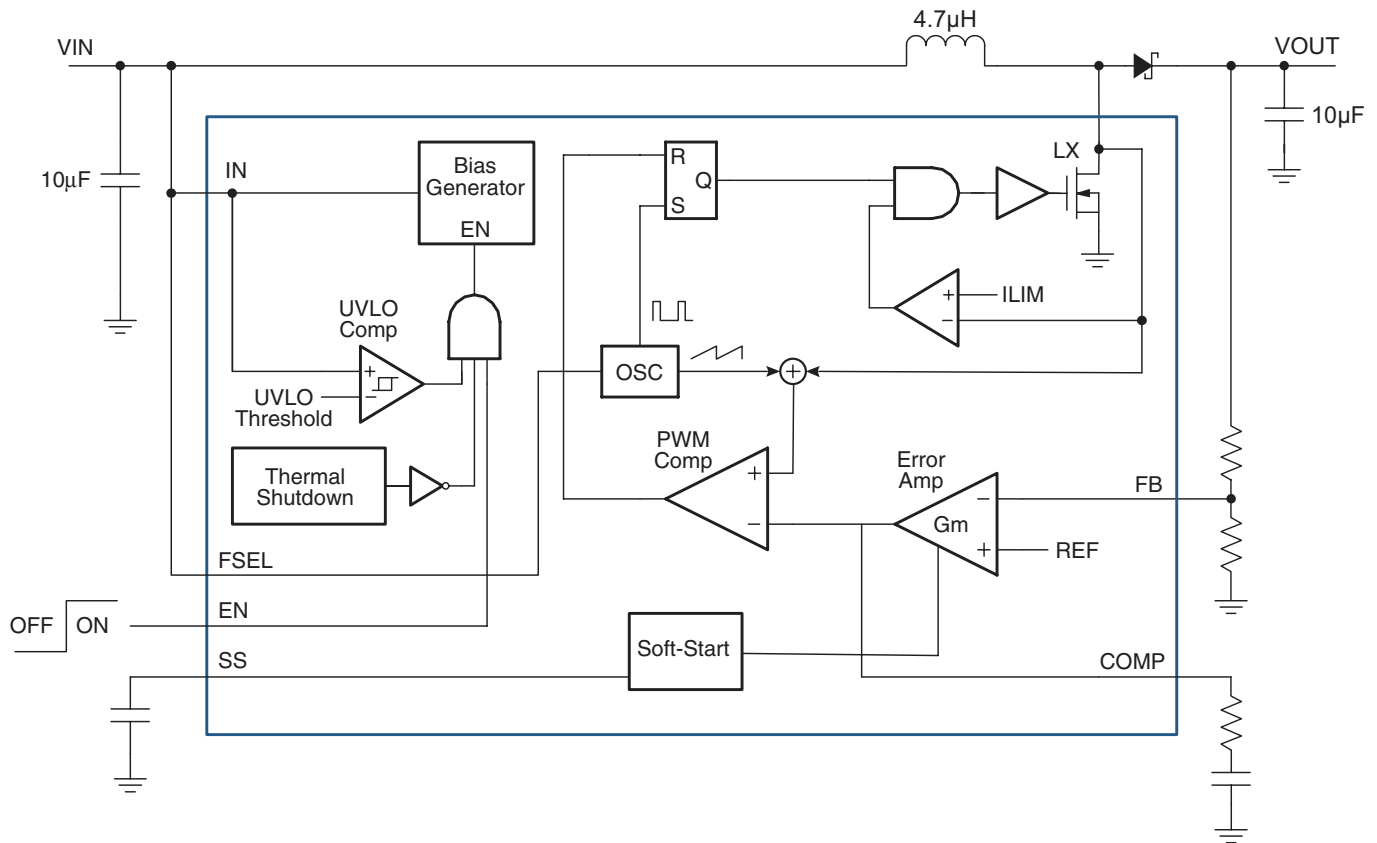 4.7µH
VIN
VOUT
10µF
10µF
IN
Bias
Generator
EN
R
Q
S
LX
UVLO
Comp
+
−
UVLO
Threshold
+
−
ILIM
OSC
+
Thermal
Shutdown
PWM
Comp
+
−
Error
Amp
−
Gm
+
REF
FB
FSEL
OFF
ON
EN
SS
Soft-Start
COMP